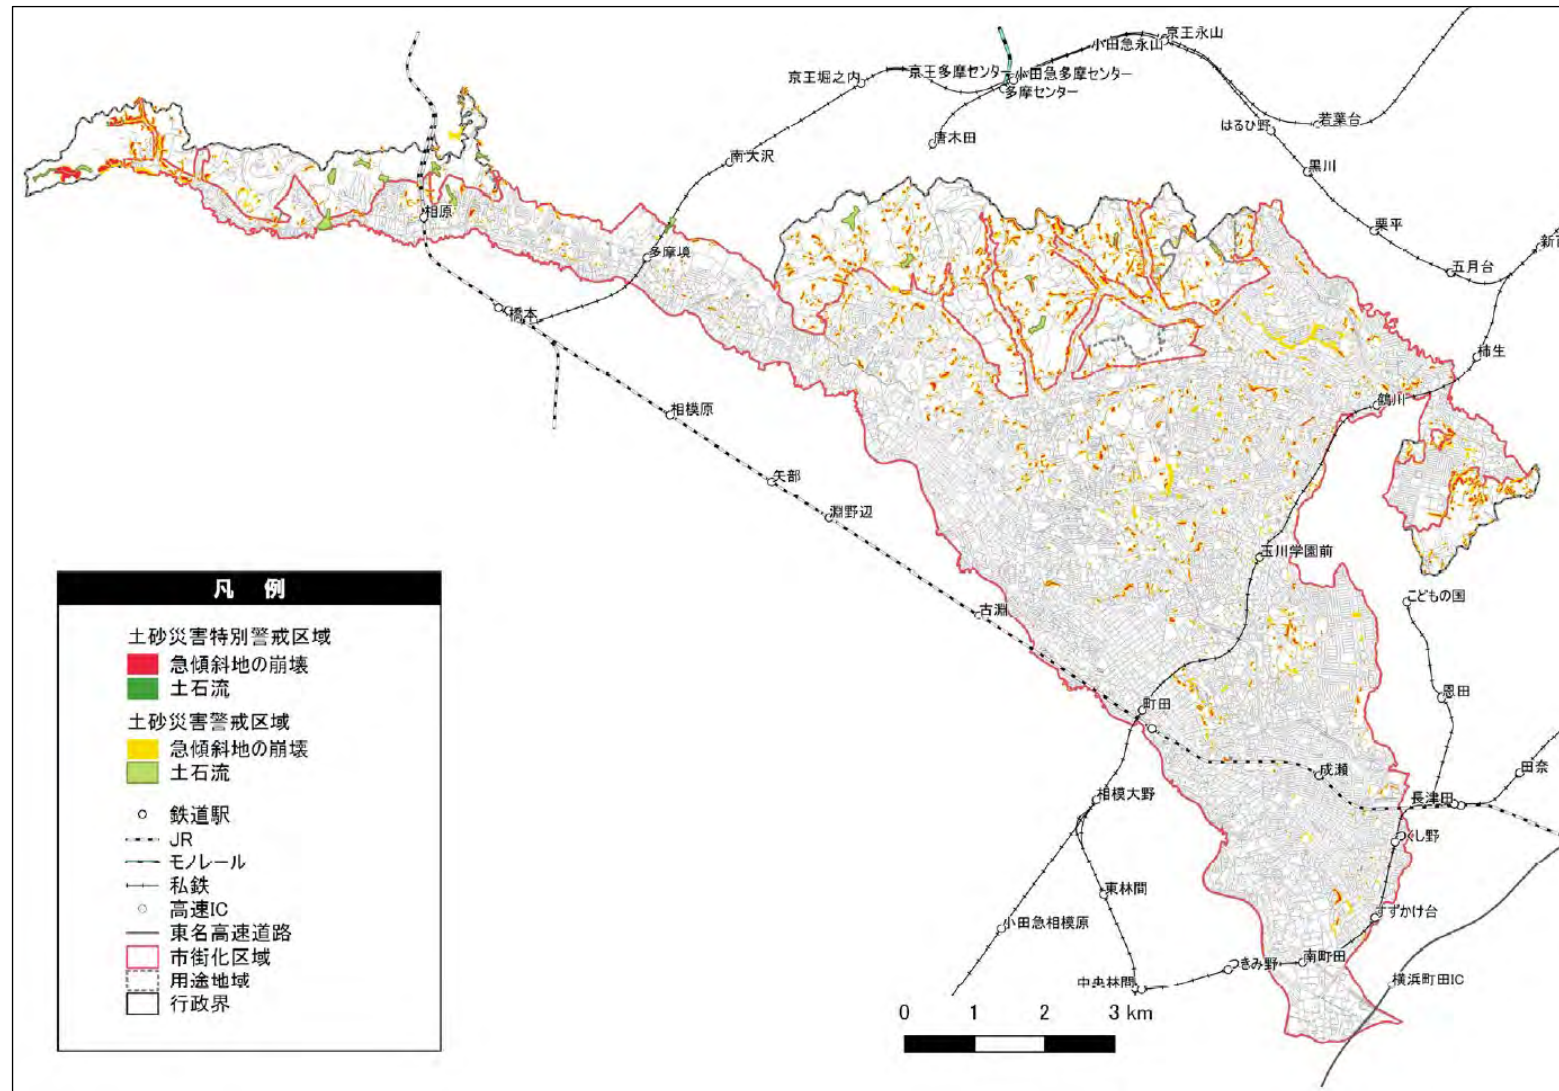 京王永山
小田急永山
京王多摩センター
小田急多摩センター
京王堀之内
多摩センター
若葉台
はるひ野
唐木田
南大沢
黒川
相原
栗平
多摩境
五月台
橋本
柿生
相模原
鶴川
矢部
淵野辺
玉川学園前
凡 例
こどもの国
古淵
土砂災害特別警戒区域
急傾斜地の崩壊
土石流
恩田
町田
土砂災害警戒区域
急傾斜地の崩壊
土石流
成瀬
田奈
相模大野
長津田
鉄道駅
くし野
JR
モノレール
私鉄
東林間
高速IC
すずかけ台
小田急相模原
東名高速道路
市街化区域
つきみ野
南町田
用途地域
中央林間
横浜町田IC
行政界
0 1 2 3 km